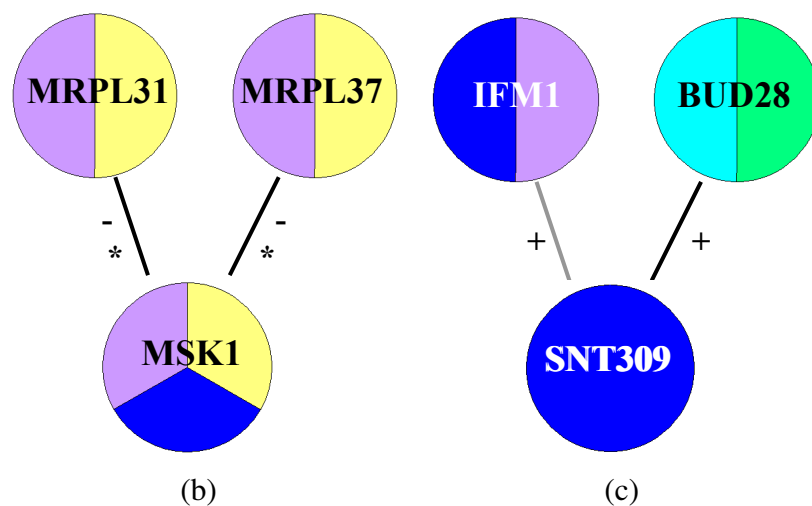 MRPL31 MRPL37 IFM1 BUD28
- - + +
* *
MSK1 SNT309
(b) (c)